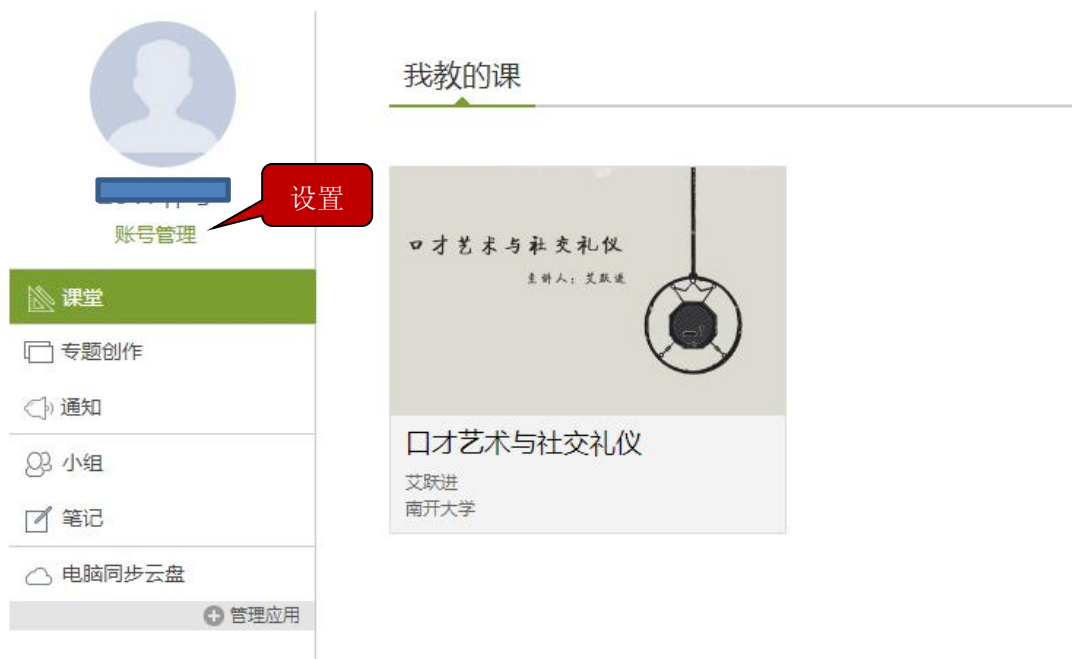 设置
账号管理
课堂
专题创作
通知
小组
笔记
电脑同步云盘
管理应用
我教的课
口才艺术与社交礼仪
主讲人：艾跃进
口才艺术与社交礼仪
艾跃进
南开大学